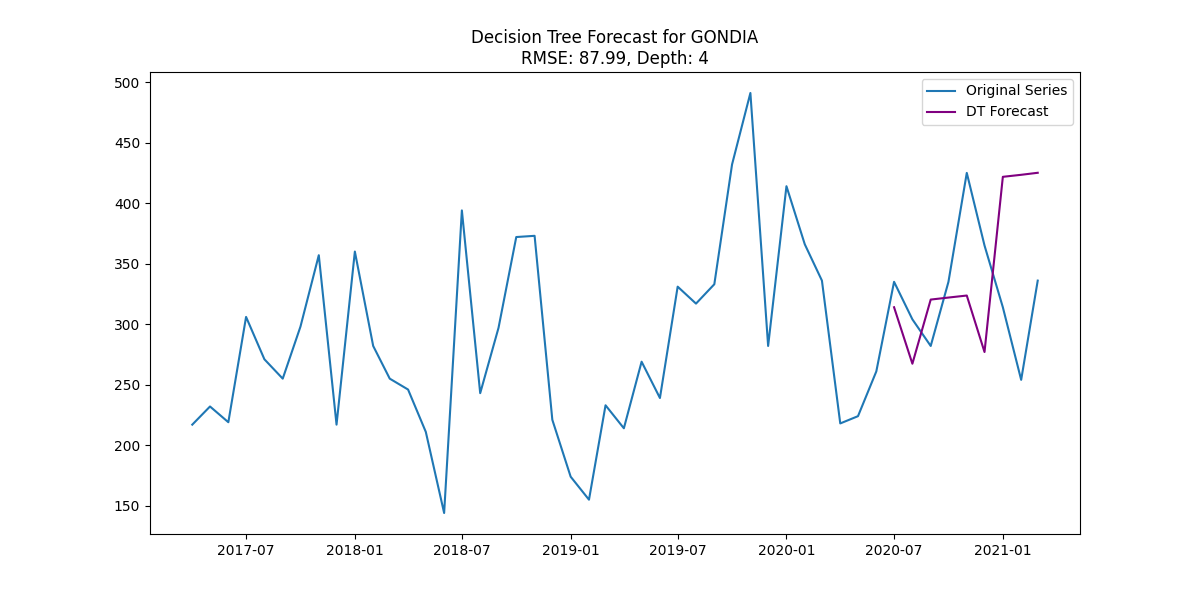 Decision Tree Forecast for GONDIA
RMSE: 87.99, Depth: 4
Original Series
DT Forecast
500
450
400
350
300
250
200
150
2017-07 2018-01 2018-07 2019-01 2019-07 2020-01 2020-07 2021-01